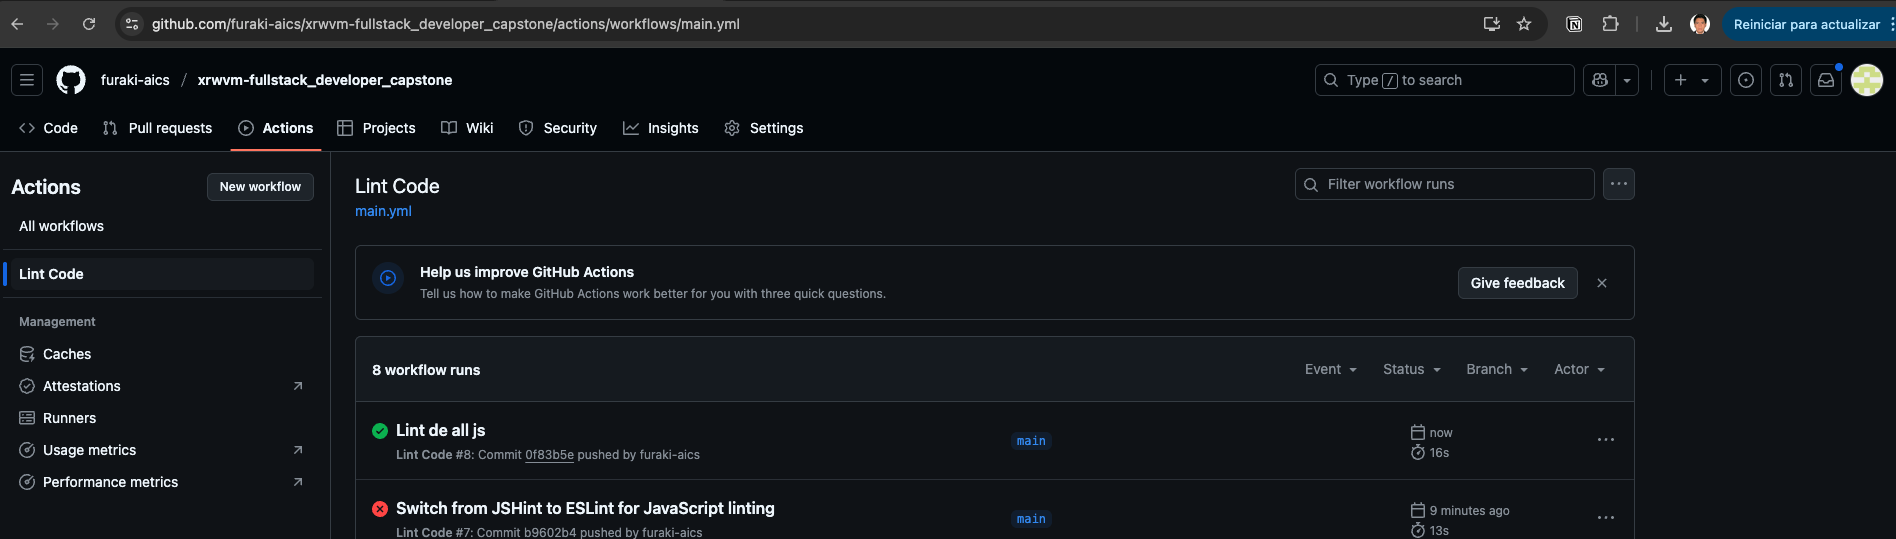 github.com/furaki-aics/xrwvm-fullstack_developer_capstone/actions/workflows/main.yml
Reiniciar para actualizar
furaki-aics / xrwvm-fullstack_developer_capstone
Type / to search
Code Pull requests Actions Projects Wiki Security Insights Settings
Actions
New workflow
All workflows
Lint Code
Management
Caches
Attestations
Runners
Usage metrics
Performance metrics
Lint Code
main.yml
Filter workflow runs
Help us improve GitHub Actions
Tell us how to make GitHub Actions work better for you with three quick questions.
Give feedback
8 workflow runs
Event Status Branch Actor
Lint de all js
Lint Code #8: Commit 0f83b5e pushed by furaki-aics
main
now
16s
Switch from JSHint to ESLint for JavaScript linting
Lint Code #7: Commit b9602b4 pushed by furaki-aics
main
9 minutes ago
13s